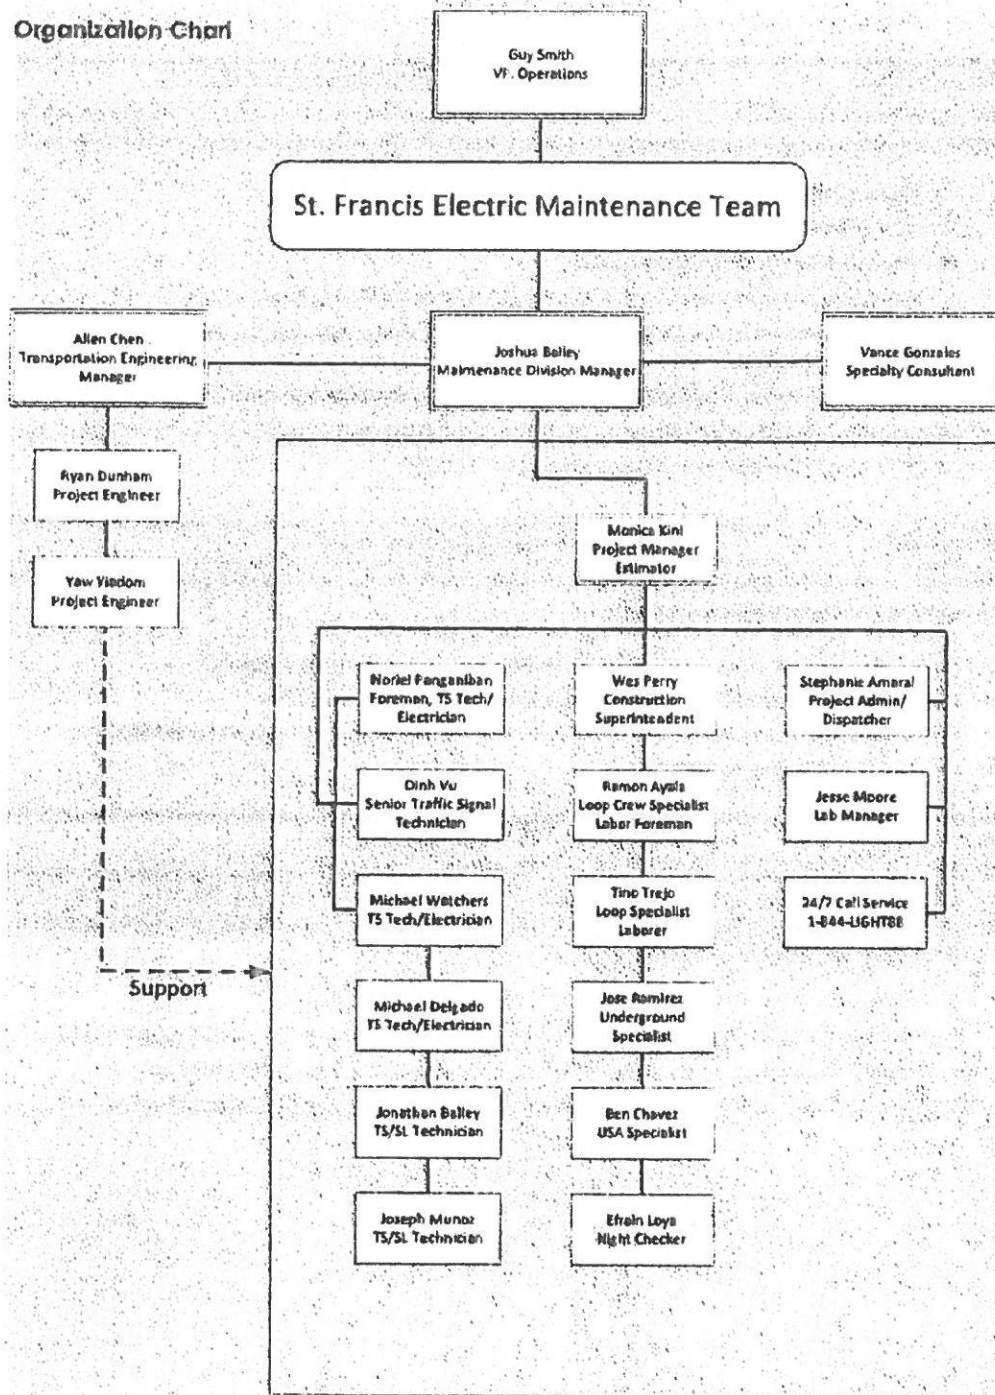 Organization Chart
Guy Smith
VP. Operations
St. Francis Electric Maintenance Team
Allen Chen
Transportation Engineering
Manager
Joshua Bailey
Maintenance Division Manager
Vance Gonzales
Specialty Consultant
Ryan Dunham
Project Engineer
Yaw Yiadom
Project Engineer
Support
Monica Kini
Project Manager
Estimator
Noriel Panganiban
Foreman, TS Tech/
Electrician
Wes Perry
Construction
Superintendent
Stephanie Amaral
Project Admin/
Dispatcher
Dinh Vu
Senior Traffic Signal
Technician
Ramon Ayala
Loop Crew Specialist
Labor Foreman
Jesse Moore
Lab Manager
Michael
TS Tech/Electrician
Tino Trejo
Loop Specialist
Laborer
24/7 Call Service
1-844-LIGHT88
Michael Delgado
TS Tech/Electrician
Jose Ramirez
Underground
Specialist
Jonathan Bailey
TS/SL Technician
Ben Chavez
USA Specialist
Joseph Munoz
TS/SL Technician
Efrain Loya
Night Checker